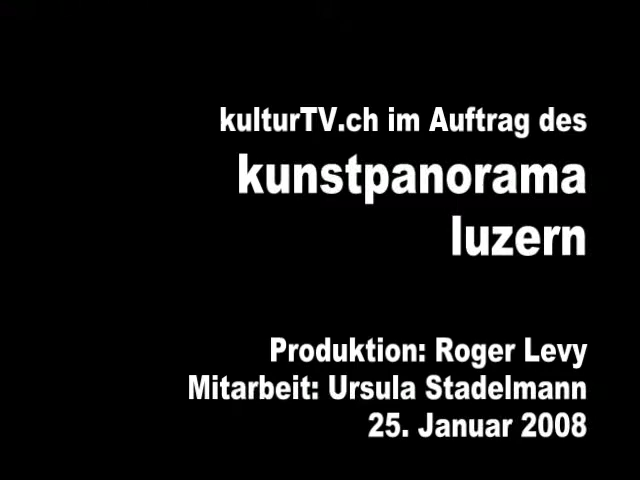 kulturTV.ch im Auftrag des
kunstpanorama
luzern
Produktion: Roger Levy
Mitarbeit: Ursula Stadelmann
25. Januar 2008